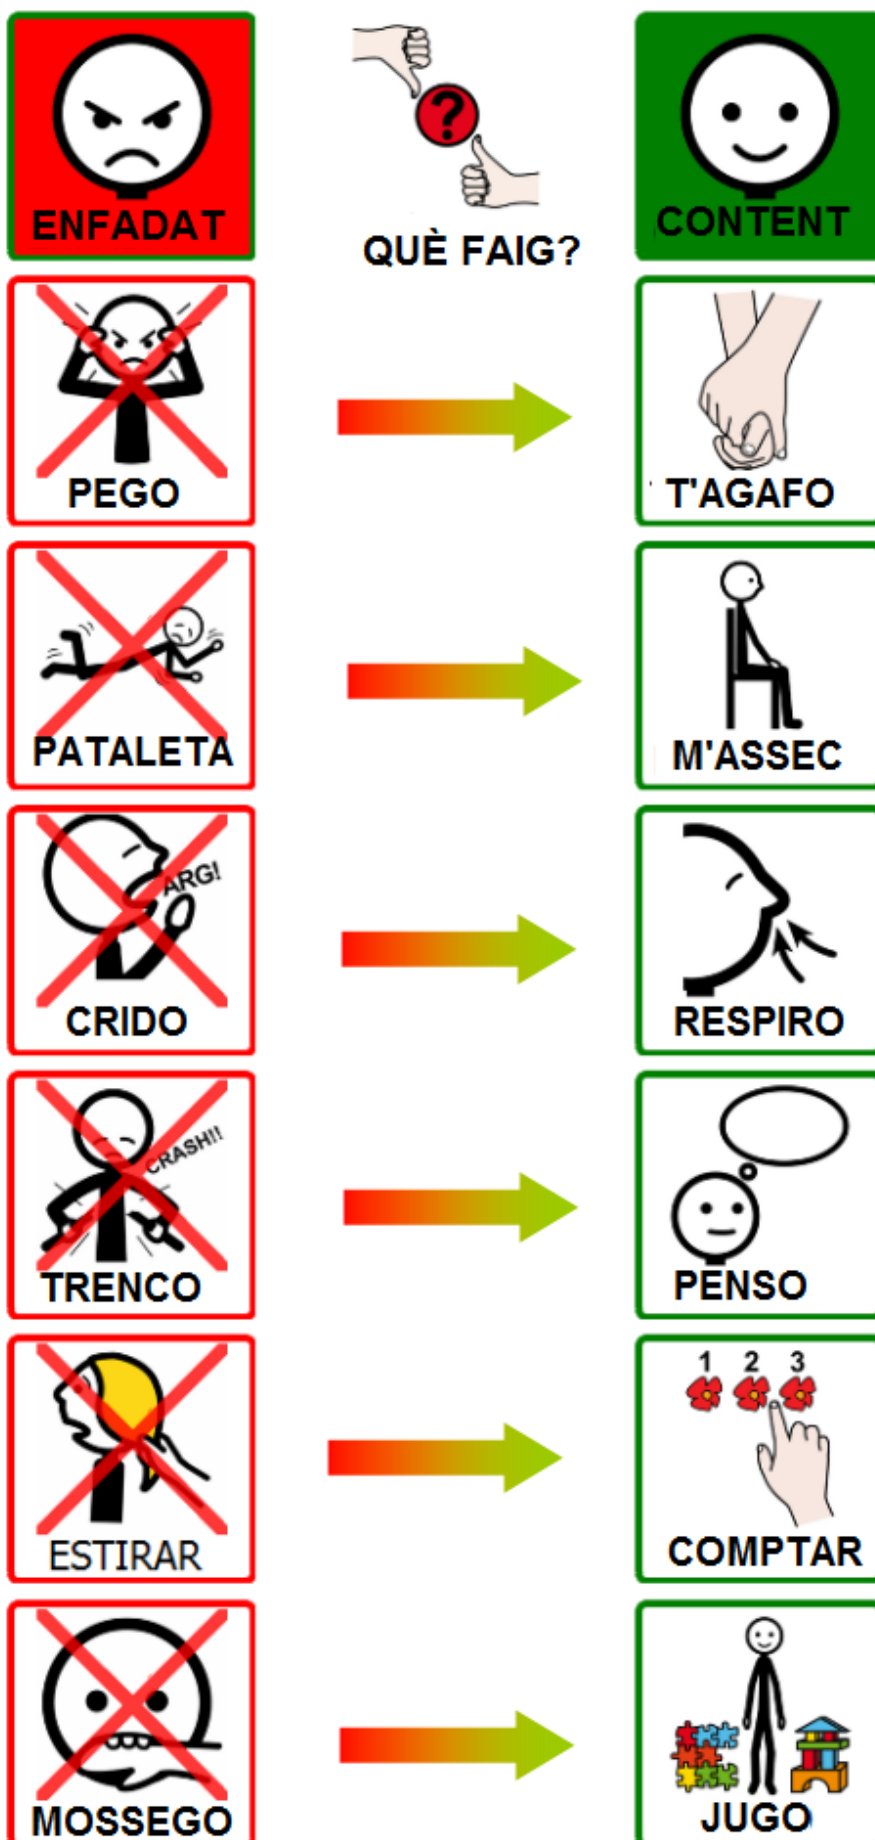 ENFADAT
?
QUÈ FAIG?
CONTENT
PEGO
T'AGAFO
PATALETA
M'ASSEC
ARG!
CRIDO
RESPIRO
CRASH!!
TRENCO
PENSO
ESTIRAR
1 2 3
COMPTAR
MOSSEGO
JUGO